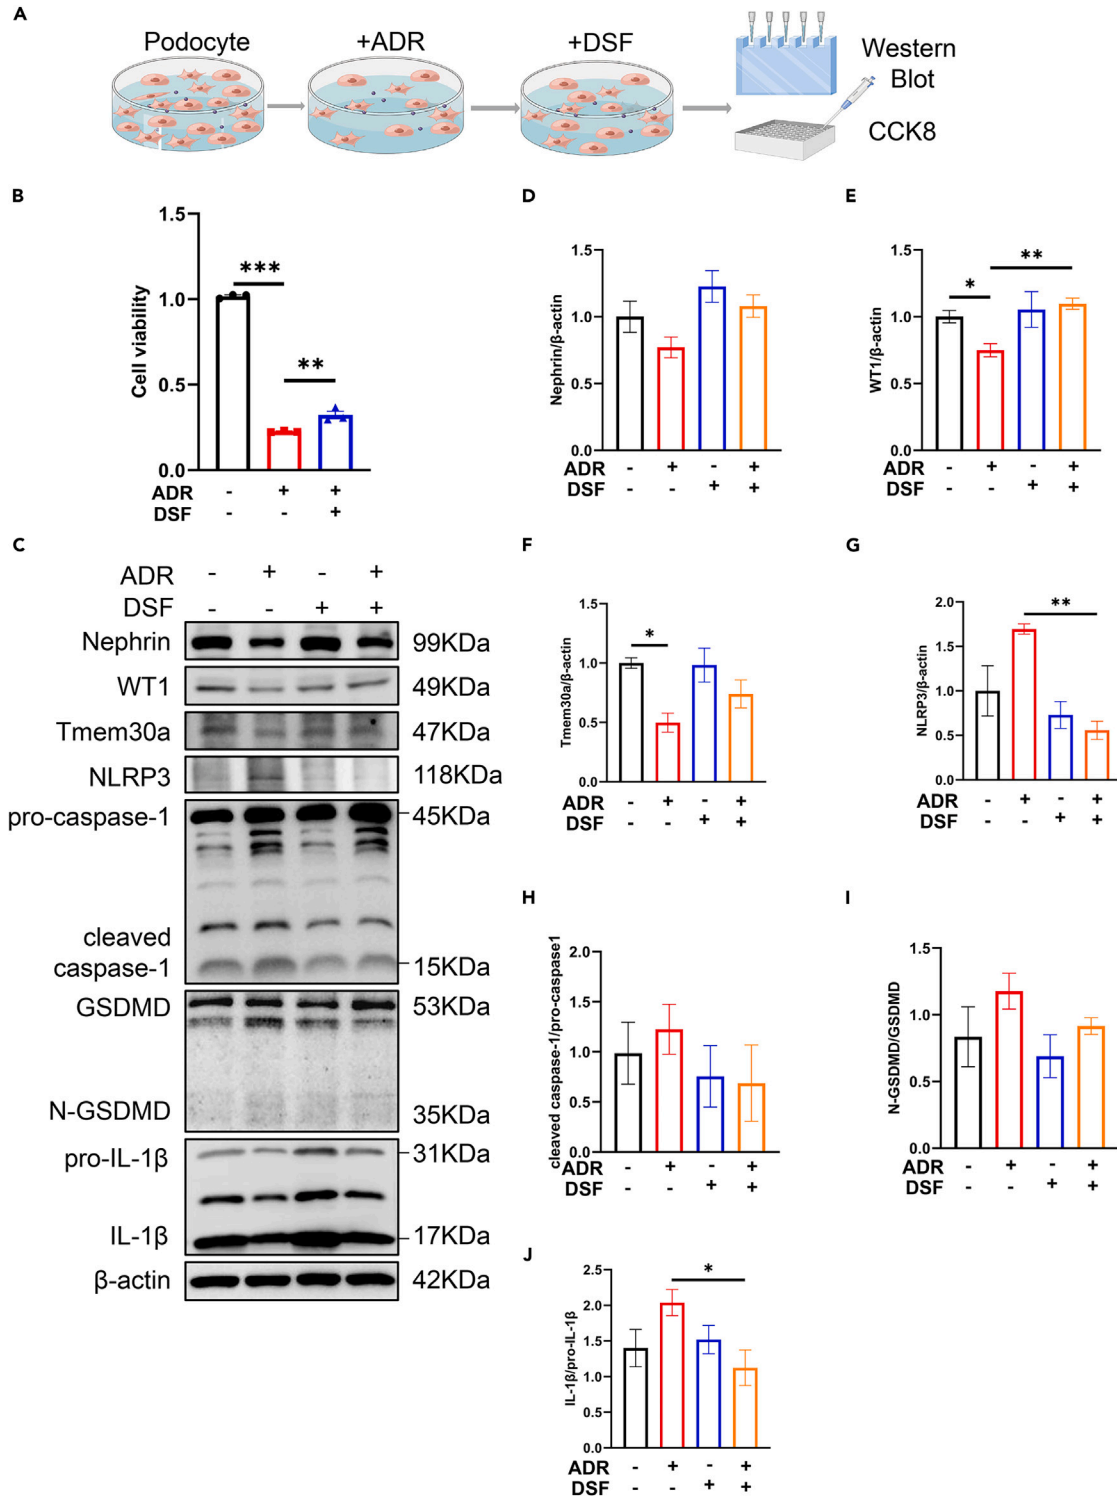 A
Podocyte
+ADR
+DSF
Western
Blot
CCK8
B
Cell viability
1.5
1.0
0.5
0.0
***
**
ADR - + +
DSF - - +
C
ADR - + - +
DSF - - + +
Nephrin 99KDa
WT1 49KDa
Tmem30a 47KDa
NLRP3 118KDa
pro-caspase-1 45KDa
cleaved
caspase-1 15KDa
GSDMD 53KDa
N-GSDMD 35KDa
pro-IL-1β 31KDa
IL-1β 17KDa
β-actin 42KDa
D
Nephrin/β-actin
1.5
1.0
0.5
0.0
ADR - + - +
DSF - - + +
E
WT1/β-actin
1.5
1.0
0.5
0.0
*
**
ADR - + - +
DSF - - + +
F
Tmem30a/β-actin
1.5
1.0
0.5
0.0
*
ADR - + - +
DSF - - + +
G
NLRP3/β-actin
2.0
1.5
1.0
0.5
0.0
**
ADR - + - +
DSF - - + +
H
cleaved caspase-1/pro-caspase1
2.0
1.5
1.0
0.5
0.0
ADR - + - +
DSF - - + +
I
N-GSDMD/GSDMD
1.5
1.0
0.5
0.0
ADR - + - +
DSF - - + +
J
IL-1β/pro-IL-1β
2.5
2.0
1.5
1.0
0.5
0.0
*
ADR - + - +
DSF - - + +